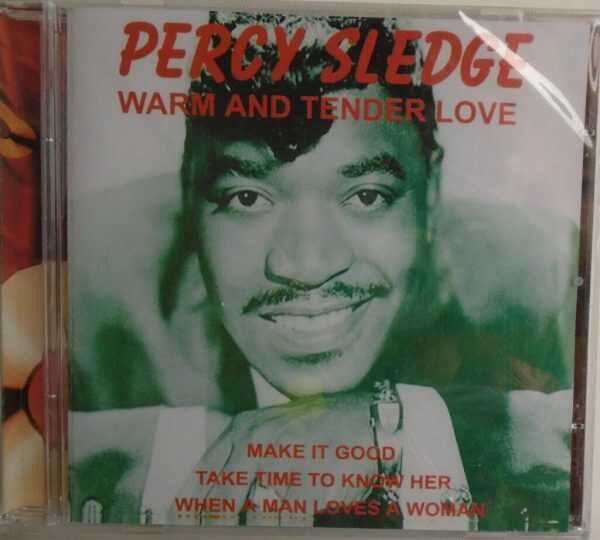 PERCY SLEDGE
WARM AND TENDER LOVE
MAKE IT GOOD
TAKE TIME TO KNOW HER
WHEN A MAN LOVES A WOMAN